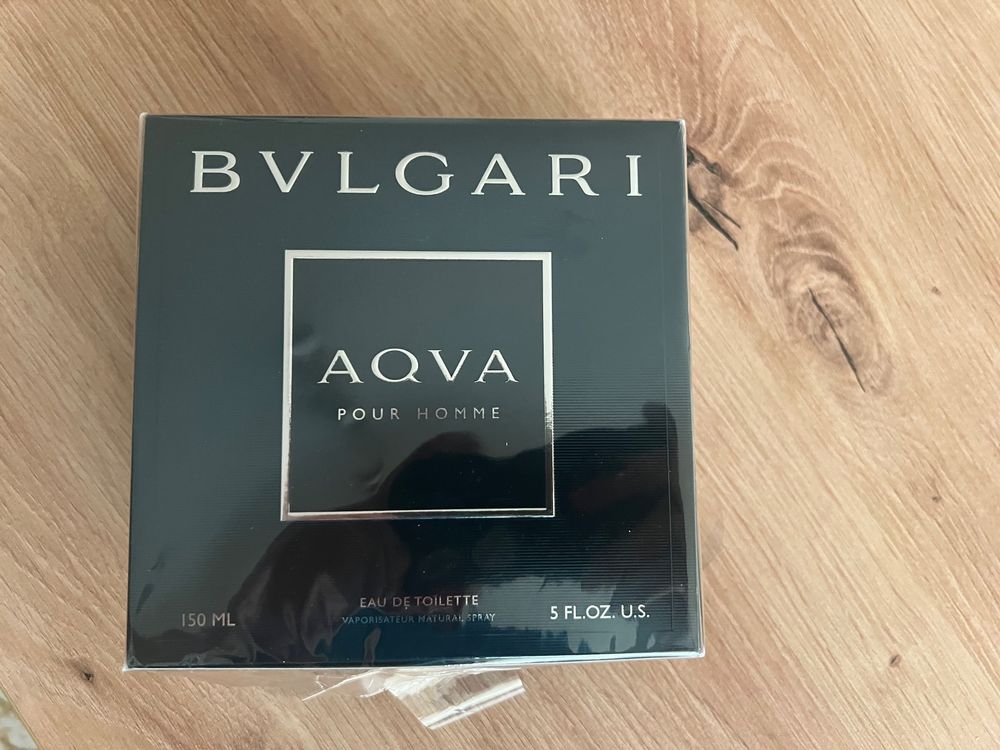 BVLGARI
AQVA
POUR HOMME
EAU DE TOILETTE
VAPORISATEUR NATURAL SPRAY
150 ML
5 FL.OZ. U.S.